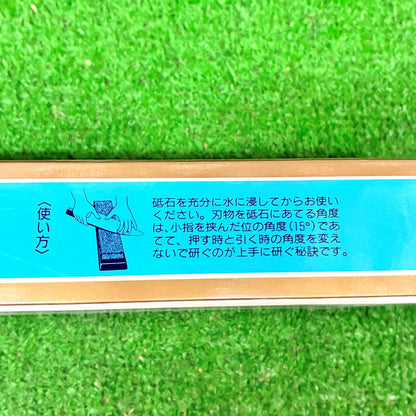 〈使い方〉
砥石を充分に水に浸してからお使い
ください。刃物を砥石にあてる角度
は、小指を挟んだ位の角度(15°)であ
てて、押す時と引く時の角度を変え
ないで研ぐのが上手に研ぐ秘訣です。